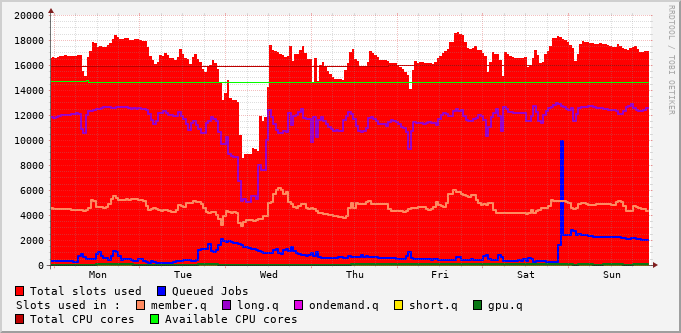 20000
18000
16000
14000
12000
10000
8000
6000
4000
2000
0
Mon Tue Wed Thu Fri Sat Sun
RRDTOOL / TOBI OETIKER
Total slots used Queued Jobs
Slots used in : member.q long.q ondemand.q short.q gpu.q
Total CPU cores Available CPU cores